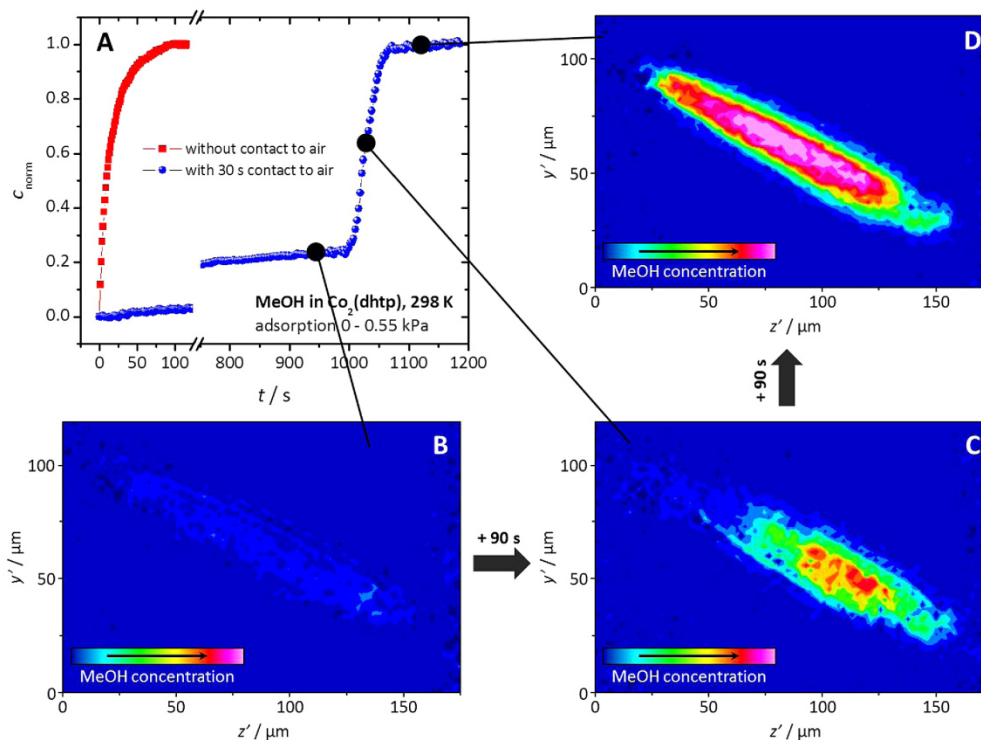 A
1.0
0.8
0.6
0.4
0.2
0.0
c norm
without contact to air
with 30 s contact to air
MeOH in Co2(dhtp), 298 K
adsorption 0 - 0.55 kPa
0 50 100 800 900 1000 1100 1200
t / s
D
100
50
0
y' / µm
MeOH concentration
0 50 100 150
z' / µm
+ 90 s
B
100
50
0
y' / µm
MeOH concentration
0 50 100 150
z' / µm
+ 90 s
C
100
50
0
y' / µm
MeOH concentration
0 50 100 150
z' / µm